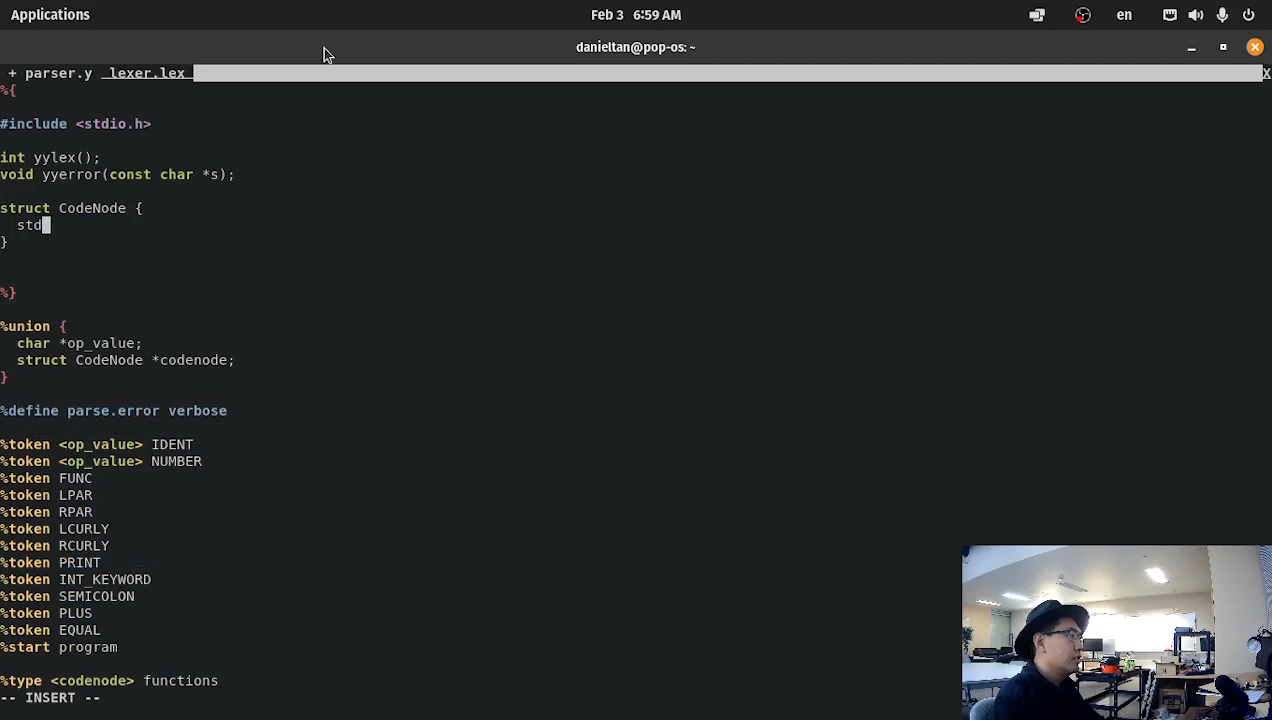 Applications
Feb 3 6:59 AM
en
danieltan@pop-os: ~
+ parser.y lexer.lex
X
%{
#include <stdio.h>
int yylex();
void yyerror(const char *s);
struct CodeNode {
std
}
%}
%union {
char *op_value;
struct CodeNode *codenode;
}
%define parse.error verbose
%token <op_value> IDENT
%token <op_value> NUMBER
%token FUNC
%token LPAR
%token RPAR
%token LCURLY
%token RCURLY
%token PRINT
%token INT_KEYWORD
%token SEMICOLON
%token PLUS
%token EQUAL
%start program
%type <codenode> functions
-- INSERT --